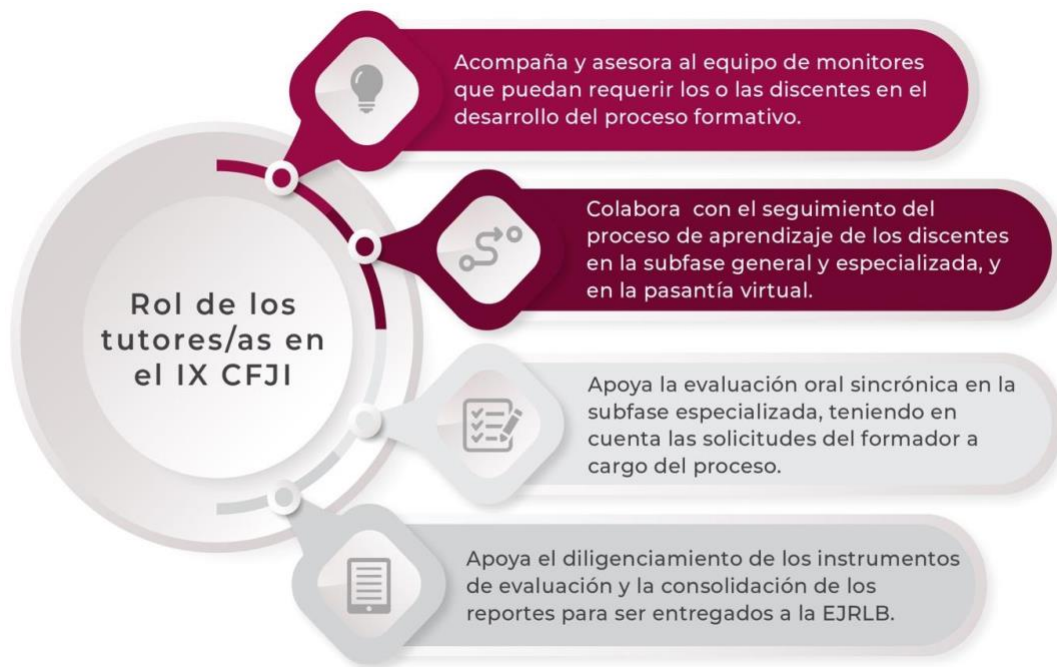 Rol de los
tutores/as en
el IX CFJI
Acompaña y asesora al equipo de monitores
que puedan requerir los o las discentes en el
desarrollo del proceso formativo.
Colabora con el seguimiento del
proceso de aprendizaje de los discentes
en la subfase general y especializada, y
en la pasantía virtual.
Apoya la evaluación oral sincrónica en la
subfase especializada, teniendo en
cuenta las solicitudes del formador a
cargo del proceso.
Apoya el diligenciamiento de los instrumentos
de evaluación y la consolidación de los
reportes para ser entregados a la EJRLB.